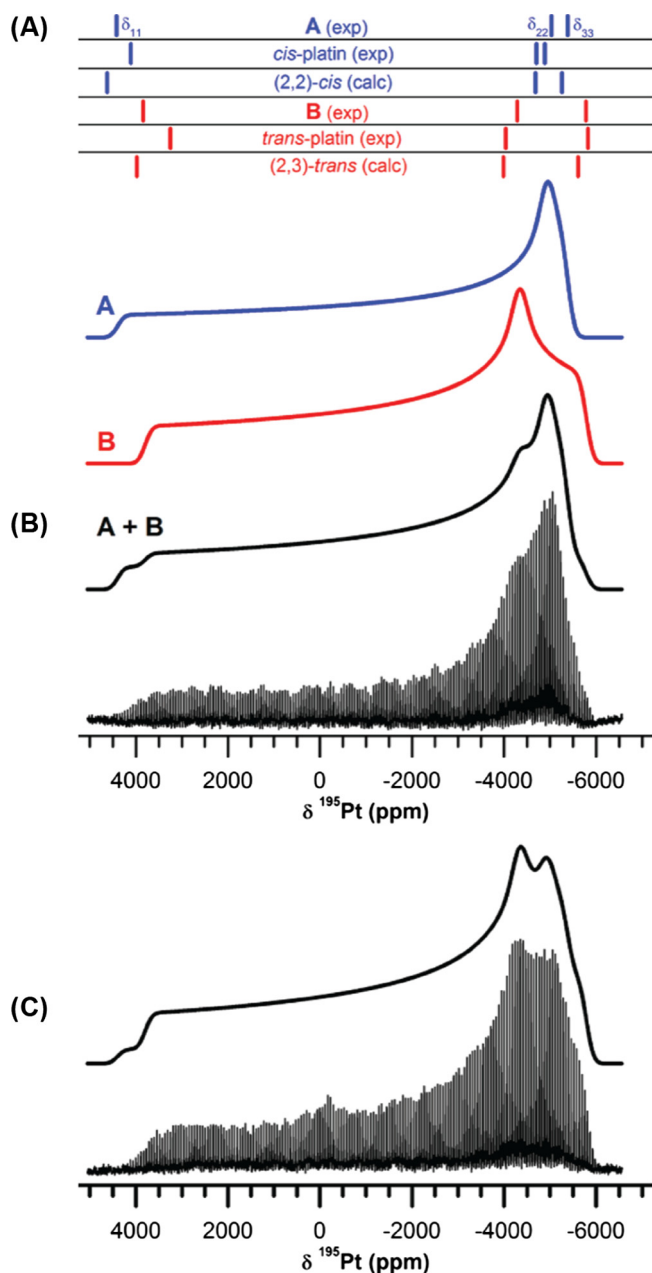 (A)
δ11 A (exp) δ22 δ33
cis-platin (exp)
(2,2)-cis (calc)
B (exp)
trans-platin (exp)
(2,3)-trans (calc)
A
B
(B)
A + B
4000 2000 0 -2000 -4000 -6000
δ 195Pt (ppm)
(C)
4000 2000 0 -2000 -4000 -6000
δ 195Pt (ppm)